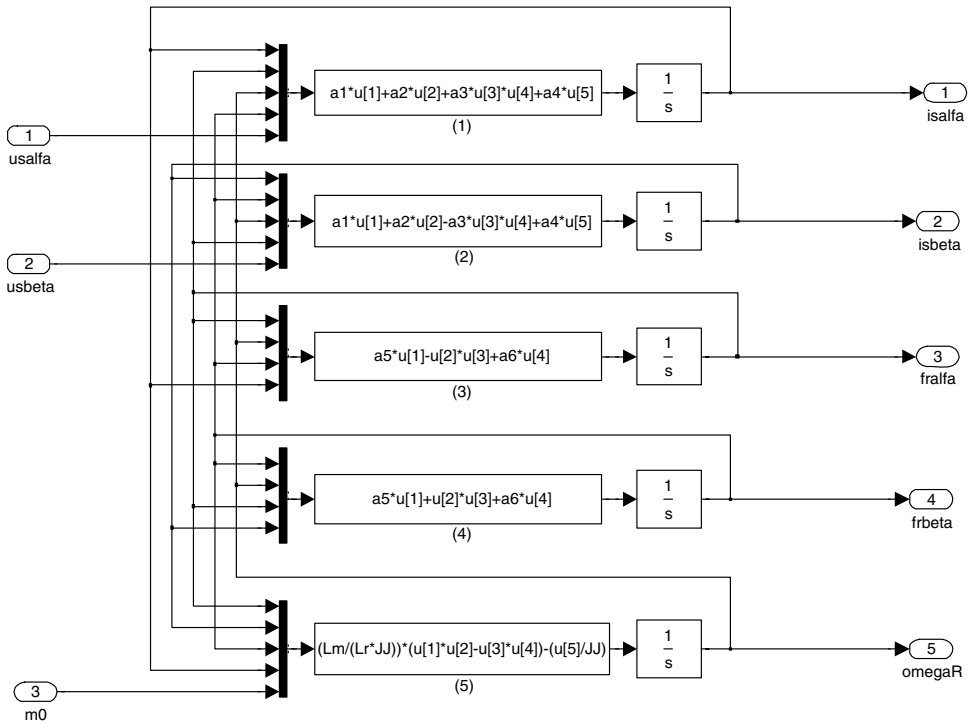 a1*u[1]+a2*u[2]+a3*u[3]*u[4]+a4*u[5]
(1)
1
s
1
isalfa
1
usalfa
a1*u[1]+a2*u[2]-a3*u[3]*u[4]+a4*u[5]
(2)
1
s
2
isbeta
2
usbeta
a5*u[1]-u[2]*u[3]+a6*u[4]
(3)
1
s
3
fralfa
a5*u[1]+u[2]*u[3]+a6*u[4]
(4)
1
s
4
frbeta
(Lm/(Lr*JJ))*(u[1]*u[2]-u[3]*u[4])-(u[5]/JJ)
(5)
1
s
5
omegaR
3
m0